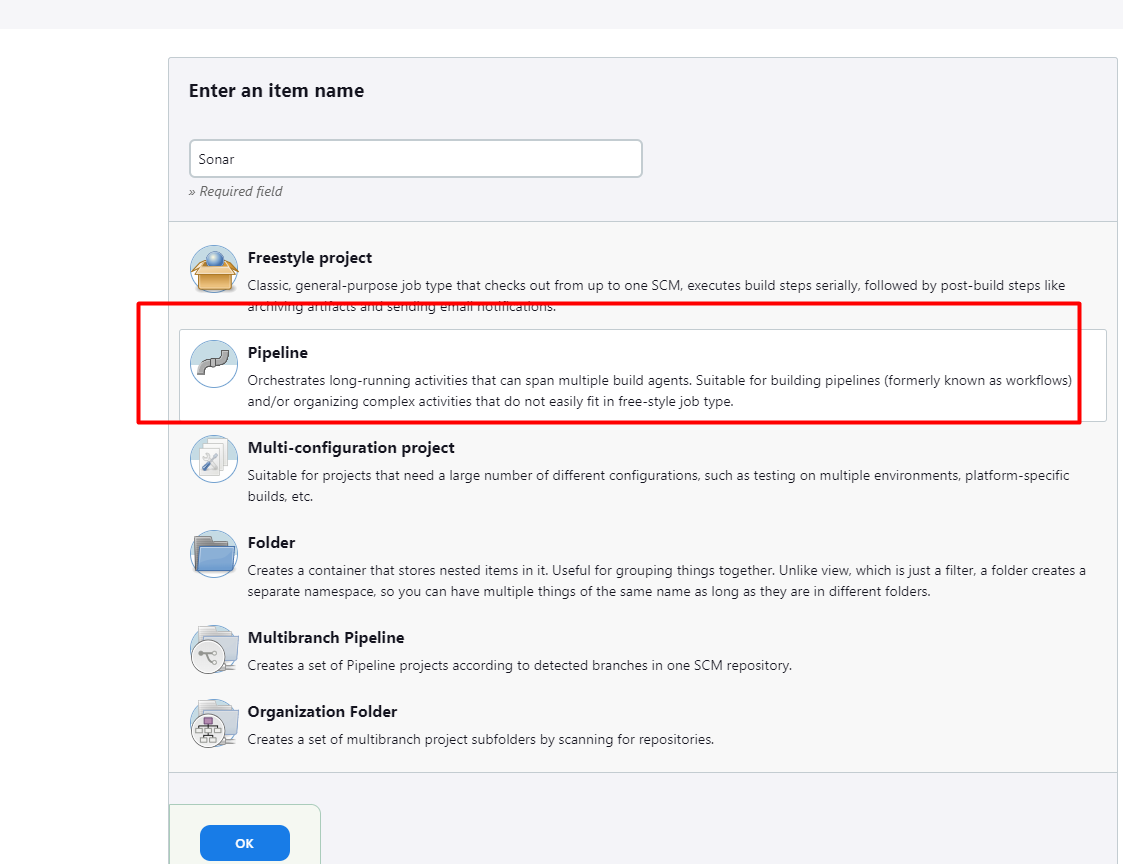 Enter an item name
Sonar
» Required field
Freestyle project
Classic, general-purpose job type that checks out from up to one SCM, executes build steps serially, followed by post-build steps like
archiving artifacts and sending email notifications.
Pipeline
Orchestrates long-running activities that can span multiple build agents. Suitable for building pipelines (formerly known as workflows)
and/or organizing complex activities that do not easily fit in free-style job type.
Multi-configuration project
Suitable for projects that need a large number of different configurations, such as testing on multiple environments, platform-specific
builds, etc.
Folder
Creates a container that stores nested items in it. Useful for grouping things together. Unlike view, which is just a filter, a folder creates a
separate namespace, so you can have multiple things of the same name as long as they are in different folders.
Multibranch Pipeline
Creates a set of Pipeline projects according to detected branches in one SCM repository.
Organization Folder
Creates a set of multibranch project subfolders by scanning for repositories.
OK